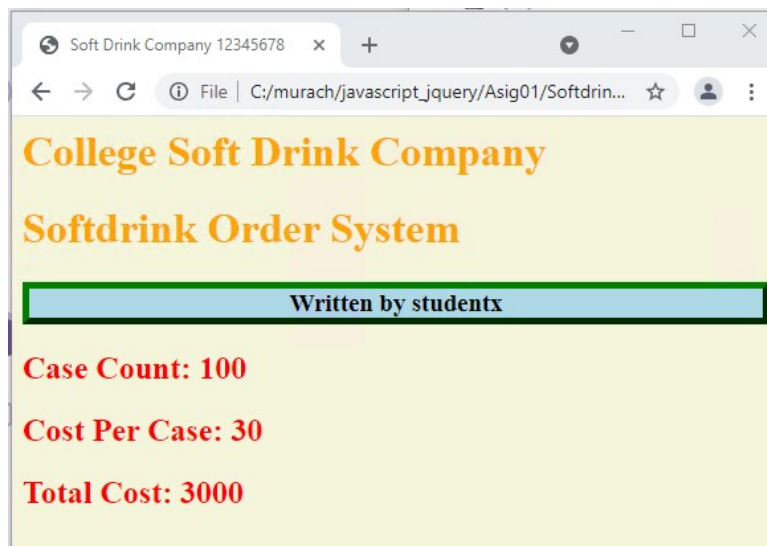 Soft Drink Company 12345678
File | C:/murach/javascript_jquery/Asig01/Softdrin...
College Soft Drink Company
Softdrink Order System
Written by studentx
Case Count: 100
Cost Per Case: 30
Total Cost: 3000